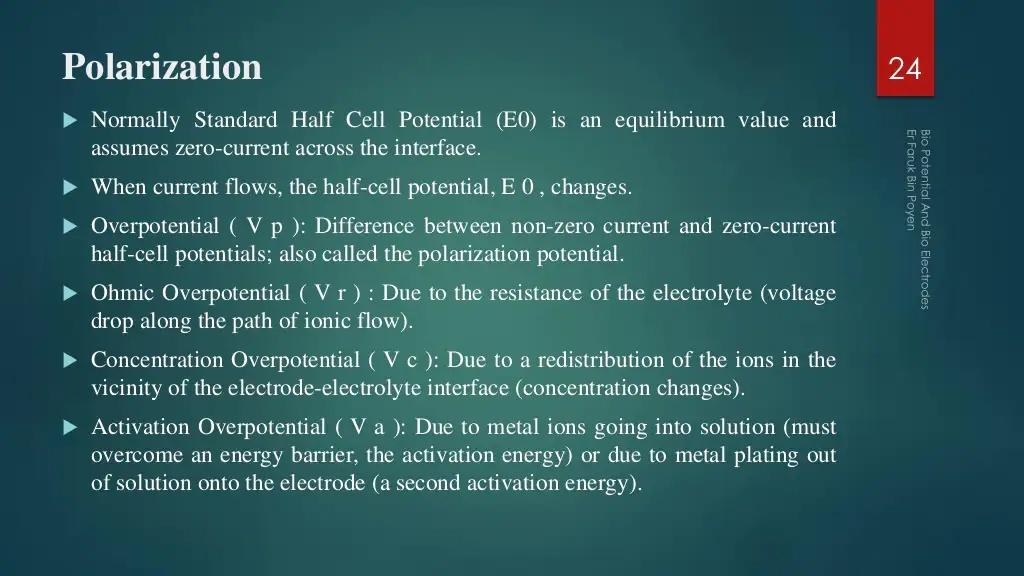 Polarization
24
Normally Standard Half Cell Potential (E0) is an equilibrium value and
assumes zero-current across the interface.
When current flows, the half-cell potential, E 0 , changes.
Overpotential ( V p ): Difference between non-zero current and zero-current
half-cell potentials; also called the polarization potential.
Ohmic Overpotential ( V r ) : Due to the resistance of the electrolyte (voltage
drop along the path of ionic flow).
Concentration Overpotential ( V c ): Due to a redistribution of the ions in the
vicinity of the electrode-electrolyte interface (concentration changes).
Activation Overpotential ( V a ): Due to metal ions going into solution (must
overcome an energy barrier, the activation energy) or due to metal plating out
of solution onto the electrode (a second activation energy).
Bio Potential And Bio Electrodes
Er Faruk Bin Poyen